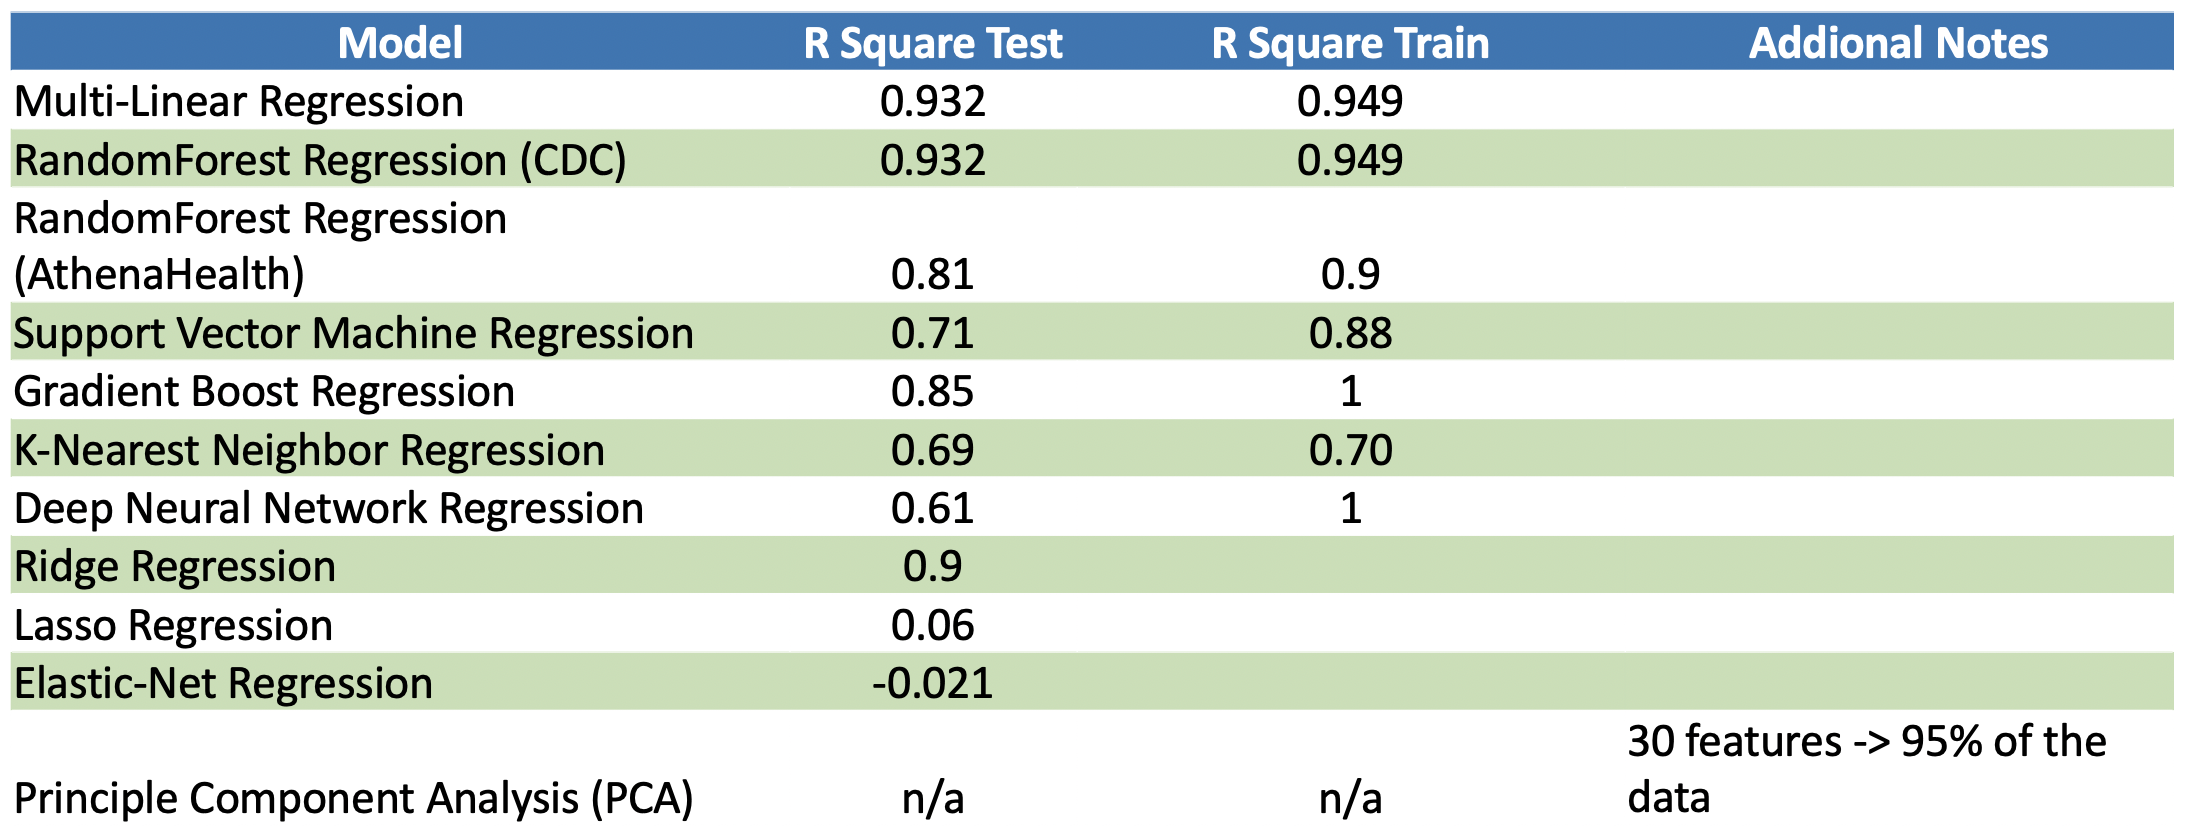 Model R Square Test R Square Train Addional Notes
Multi-Linear Regression 0.932 0.949
RandomForest Regression (CDC) 0.932 0.949
RandomForest Regression
(AthenaHealth) 0.81 0.9
Support Vector Machine Regression 0.71 0.88
Gradient Boost Regression 0.85 1
K-Nearest Neighbor Regression 0.69 0.70
Deep Neural Network Regression 0.61 1
Ridge Regression 0.9
Lasso Regression 0.06
Elastic-Net Regression -0.021
30 features -> 95% of the
Principle Component Analysis (PCA) n/a n/a data